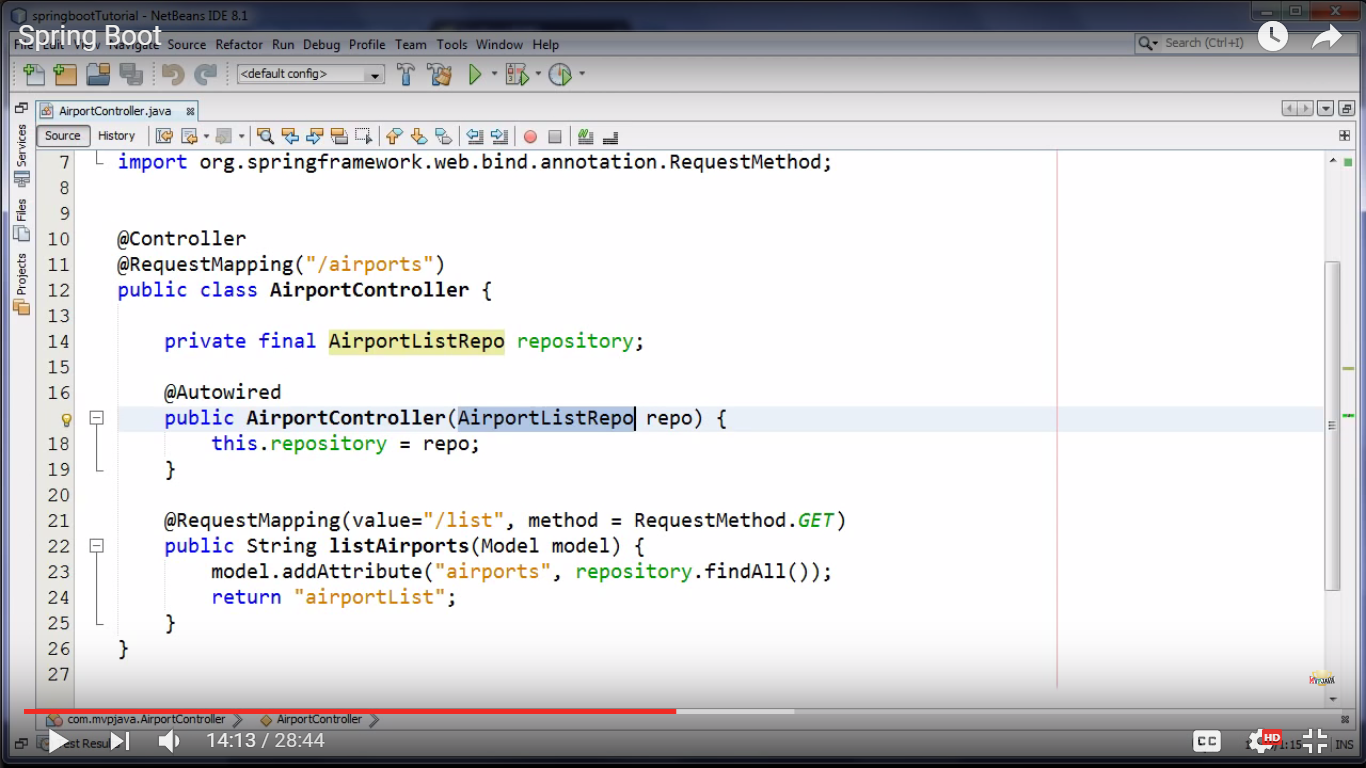 springbootTutorial - NetBeans IDE 8.1
Spring Boot
Source Refactor Run Debug Profile Team Tools Window Help
Search (Ctrl+I)
<default config>
AirportController.java
Source History
Services
Files
Projects
7 import org.springframework.web.bind.annotation.RequestMethod;
8
9
10 @Controller
11 @RequestMapping("/airports")
12 public class AirportController {
13
14 private final AirportListRepo repository;
15
16 @Autowired
public AirportController(AirportListRepo repo) {
18 this.repository = repo;
19 }
20
21 @RequestMapping(value="/list", method = RequestMethod.GET)
22 public String listAirports(Model model) {
23 model.addAttribute("airports", repository.findAll());
24 return "airportList";
25 }
26 }
27
com.mvpjava.AirportController AirportController
14:13 / 28:44
CC
HD
INS